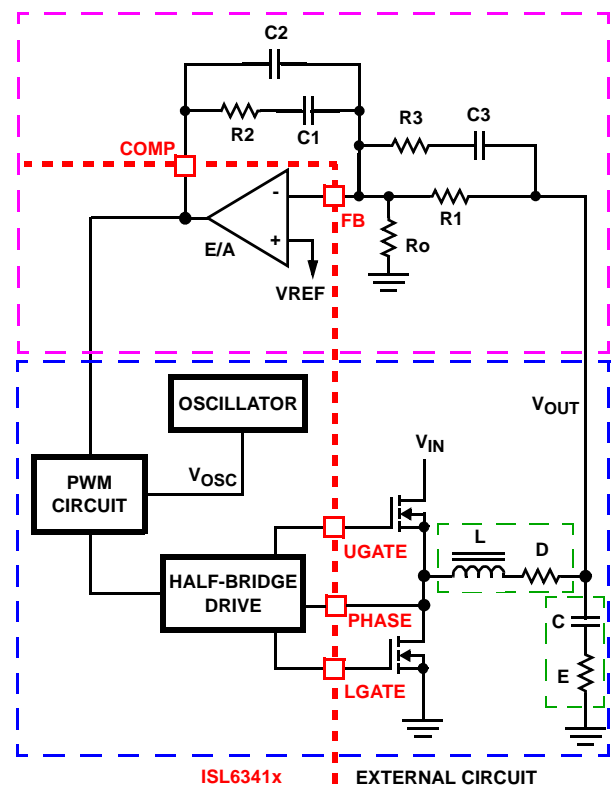 C2
R2
C1
R3
C3
COMP
-
+
E/A
FB
R1
Ro
VREF
OSCILLATOR
VOUT
VIN
PWM
CIRCUIT
VOSC
UGATE
L
D
HALF-BRIDGE
DRIVE
PHASE
C
E
LGATE
ISL6341x
EXTERNAL CIRCUIT